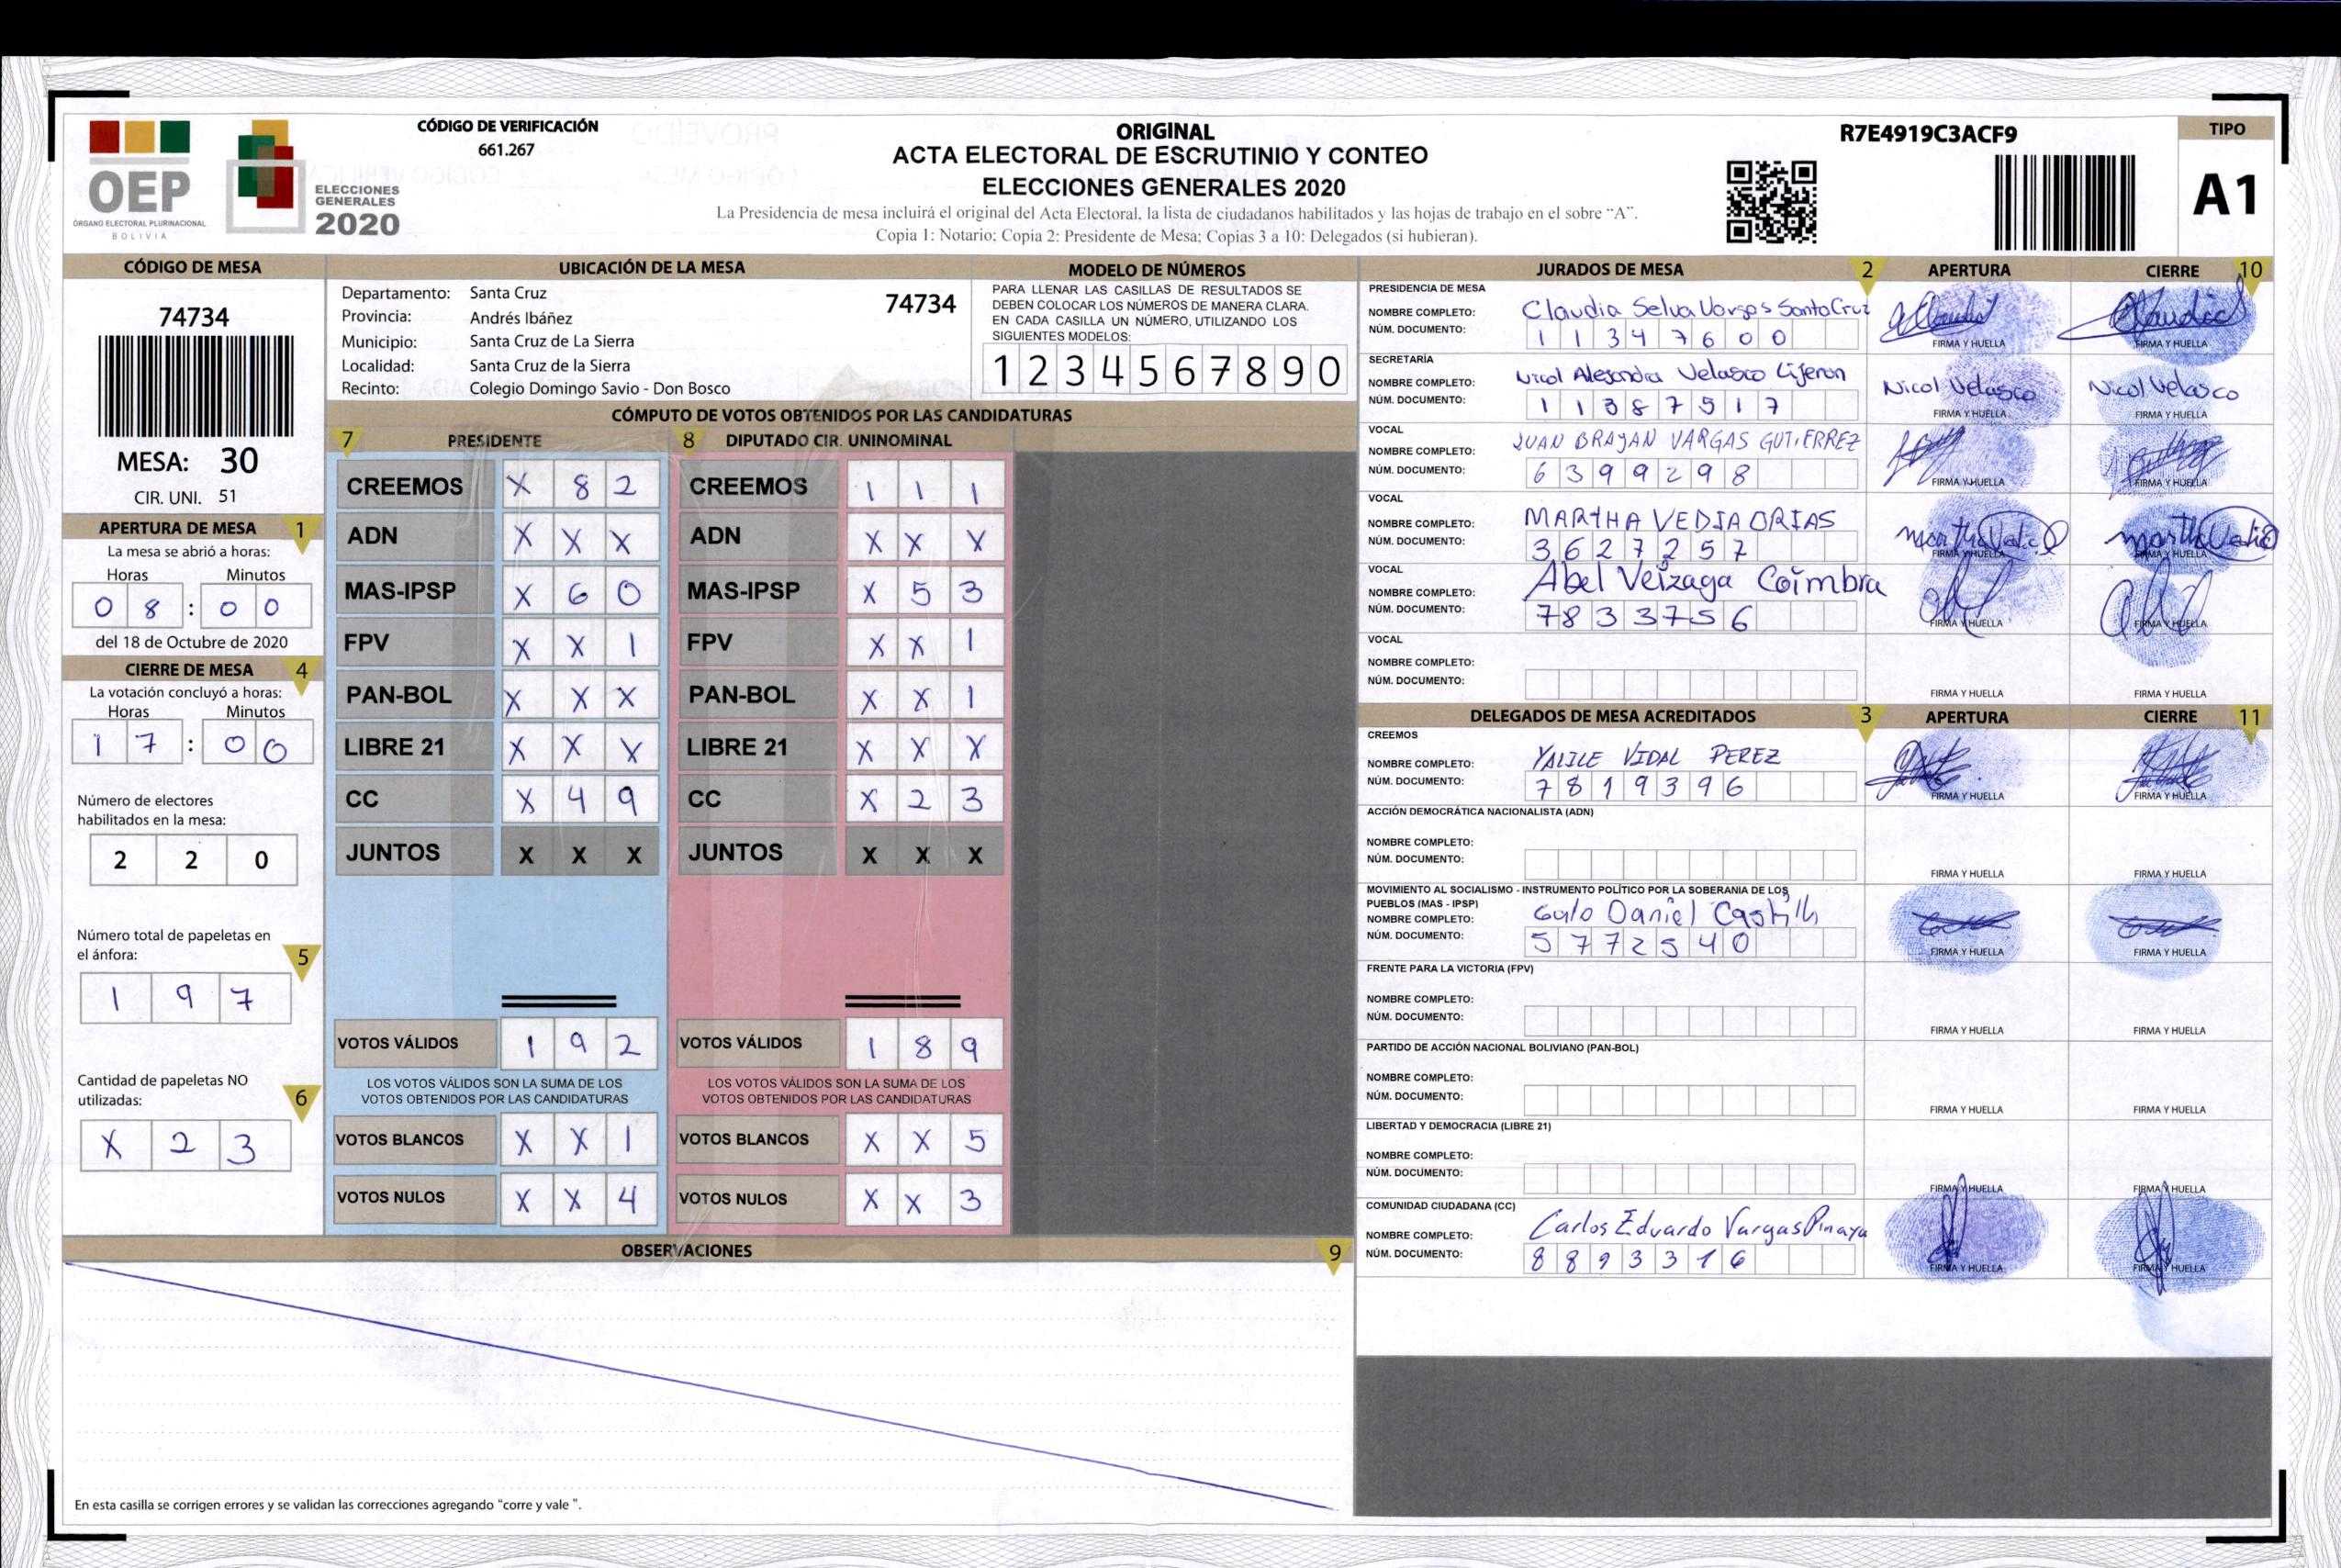 CÓDIGO DE VERIFICACIÓN
661.267
OEP
ÓRGANO ELECTORAL PLURINACIONAL
BOLIVIA
ELECCIONES
GENERALES
2020
ORIGINAL
ACTA ELECTORAL DE ESCRUTINIO Y CONTEO
ELECCIONES GENERALES 2020
La Presidencia de mesa incluirá el original del Acta Electoral, la lista de ciudadanos habilitados y las hojas de trabajo en el sobre "A".
Copia 1: Notario; Copia 2: Presidente de Mesa; Copias 3 a 10: Delegados (si hubieran).
R7E4919C3ACF9
TIPO
A1
CÓDIGO DE MESA
74734
MESA: 30
CIR. UNI. 51
APERTURA DE MESA 1
La mesa se abrió a horas:
Horas Minutos
0 8 : 0 0
del 18 de Octubre de 2020
CIERRE DE MESA 4
La votación concluyó a horas:
Horas Minutos
1 7 : 0 0
Número de electores
habilitados en la mesa:
2 2 0
Número total de papeletas en
el ánfora: 5
1 9 7
Cantidad de papeletas NO
utilizadas: 6
X 2 3
UBICACIÓN DE LA MESA
Departamento: Santa Cruz 74734
Provincia: Andrés Ibáñez
Municipio: Santa Cruz de La Sierra
Localidad: Santa Cruz de la Sierra
Recinto: Colegio Domingo Savio - Don Bosco
MODELO DE NÚMEROS
PARA LLENAR LAS CASILLAS DE RESULTADOS SE
DEBEN COLOCAR LOS NÚMEROS DE MANERA CLARA.
EN CADA CASILLA UN NÚMERO, UTILIZANDO LOS
SIGUIENTES MODELOS:
1 2 3 4 5 6 7 8 9 0
CÓMPUTO DE VOTOS OBTENIDOS POR LAS CANDIDATURAS
7 PRESIDENTE 8 DIPUTADO CIR. UNINOMINAL
CREEMOS X 8 2 CREEMOS 1 1 1
ADN X X X ADN X X X
MAS-IPSP X 6 0 MAS-IPSP X 5 3
FPV X X 1 FPV X X 1
PAN-BOL X X X PAN-BOL X X 1
LIBRE 21 X X X LIBRE 21 X X X
CC X 4 9 CC X 2 3
JUNTOS X X X JUNTOS X X X
VOTOS VÁLIDOS 1 9 2 VOTOS VÁLIDOS 1 8 9
LOS VOTOS VÁLIDOS SON LA SUMA DE LOS LOS VOTOS VÁLIDOS SON LA SUMA DE LOS
VOTOS OBTENIDOS POR LAS CANDIDATURAS VOTOS OBTENIDOS POR LAS CANDIDATURAS
VOTOS BLANCOS X X 1 VOTOS BLANCOS X X 5
VOTOS NULOS X X 4 VOTOS NULOS X X 3
OBSERVACIONES 9
En esta casilla se corrigen errores y se validan las correcciones agregando "corre y vale ".
JURADOS DE MESA 2 APERTURA CIERRE 10
PRESIDENCIA DE MESA
NOMBRE COMPLETO: Claudia Selva Vargas Santa Cruz
NÚM. DOCUMENTO: 1 1 3 4 7 6 0 0 FIRMA Y HUELLA FIRMA Y HUELLA
SECRETARÍA
NOMBRE COMPLETO: Nicol Alejandra Velasco Lijeron Nicol Velasco Nicol Velasco
NÚM. DOCUMENTO: 1 1 3 8 7 5 1 7 FIRMA Y HUELLA FIRMA Y HUELLA
VOCAL
NOMBRE COMPLETO: JUAN BRAJAN VARGAS GUTIERREZ
NÚM. DOCUMENTO: 6 3 9 9 2 9 8 FIRMA Y HUELLA FIRMA Y HUELLA
VOCAL
NOMBRE COMPLETO: MARTHA VEDIA ORIAS
NÚM. DOCUMENTO: 3 6 2 7 2 5 7 FIRMA Y HUELLA FIRMA Y HUELLA
VOCAL
NOMBRE COMPLETO: Abel Veizaga Coimbra
NÚM. DOCUMENTO: 7 8 3 3 7 5 6 FIRMA Y HUELLA FIRMA Y HUELLA
VOCAL
NOMBRE COMPLETO:
NÚM. DOCUMENTO: FIRMA Y HUELLA FIRMA Y HUELLA
DELEGADOS DE MESA ACREDITADOS 3 APERTURA CIERRE 11
CREEMOS
NOMBRE COMPLETO: VIDAL PEREZ
NÚM. DOCUMENTO: 7 8 1 9 3 9 6 FIRMA Y HUELLA FIRMA Y HUELLA
ACCIÓN DEMOCRÁTICA NACIONALISTA (ADN)
NOMBRE COMPLETO:
NÚM. DOCUMENTO: FIRMA Y HUELLA FIRMA Y HUELLA
MOVIMIENTO AL SOCIALISMO - INSTRUMENTO POLÍTICO POR LA SOBERANIA DE LOS
PUEBLOS (MAS - IPSP)
NOMBRE COMPLETO: Daniel Castillo
NÚM. DOCUMENTO: 5 7 7 2 5 4 0 FIRMA Y HUELLA FIRMA Y HUELLA
FRENTE PARA LA VICTORIA (FPV)
NOMBRE COMPLETO:
NÚM. DOCUMENTO: FIRMA Y HUELLA FIRMA Y HUELLA
PARTIDO DE ACCIÓN NACIONAL BOLIVIANO (PAN-BOL)
NOMBRE COMPLETO:
NÚM. DOCUMENTO: FIRMA Y HUELLA FIRMA Y HUELLA
LIBERTAD Y DEMOCRACIA (LIBRE 21)
NOMBRE COMPLETO:
NÚM. DOCUMENTO: FIRMA Y HUELLA FIRMA Y HUELLA
COMUNIDAD CIUDADANA (CC)
NOMBRE COMPLETO: Carlos Eduardo Vargas Pinaya
NÚM. DOCUMENTO: 8 8 9 3 3 1 6 FIRMA Y HUELLA FIRMA Y HUELLA